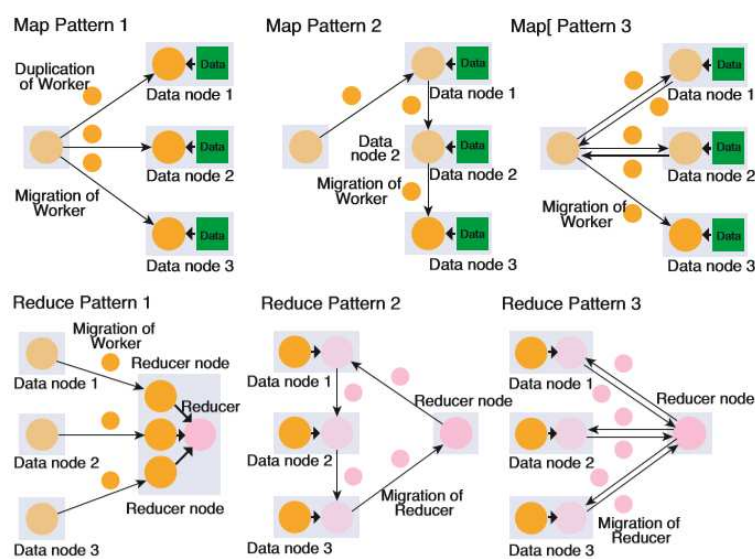 Map Pattern 1
Duplication
of Worker
Data
Data node 1
Data
Data node 2
Migration of
Worker
Data
Data node 3
Map Pattern 2
Data
Data node 1
Data
node 2
Data
Data node 2
Migration of
Worker
Data
Data node 3
Map[ Pattern 3
Data
Data node 1
Data
Data node 2
Migration of
Worker
Data
Data node 3
Reduce Pattern 1
Migration of
Worker
Reducer node
Data node 1
Reducer
Data node 2
Reducer node
Data node 3
Reduce Pattern 2
Data node 1
Reducer node
Data node 2
Migration of
Reducer
Data node 3
Reduce Pattern 3
Data node 1
Reducer node
Data node 2
Migration of
Reducer
Data node 3